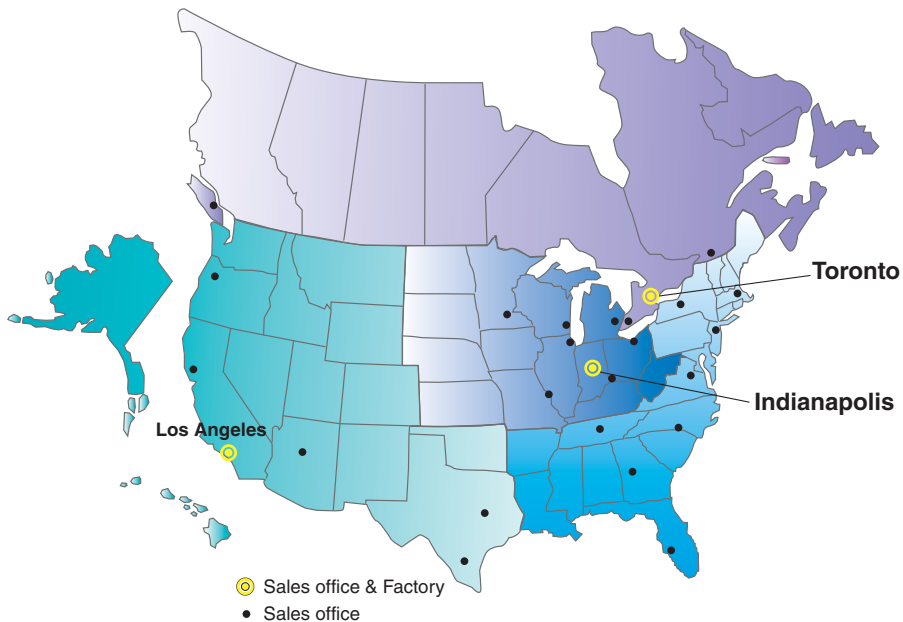 Toronto
Indianapolis
Los Angeles
Sales office & Factory
Sales office